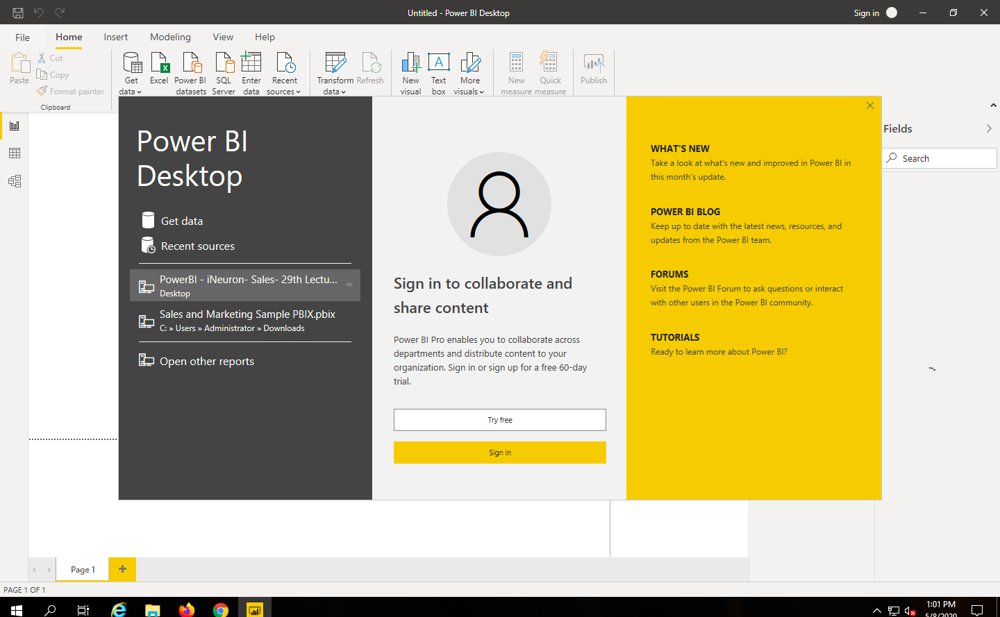 Untitled - Power BI Desktop
Sign in
File
Home
Insert
Modeling
View
Help
Paste
Cut
Copy
Format painter
Clipboard
Get
data
Excel
Power BI
datasets
SQL
Server
Enter
data
Recent
sources
Transform
data
Refresh
New
visual
Text
box
More
visuals
New
measure
Quick
measure
Publish
Power BI
Desktop
Get data
Recent sources
PowerBI - iNeuron- Sales- 29th Lectu...
Desktop
Sales and Marketing Sample PBIX.pbix
C: » Users » Administrator » Downloads
Open other reports
Sign in to collaborate and
share content
Power BI Pro enables you to collaborate across
departments and distribute content to your
organization. Sign in or sign up for a free 60-day
trial.
Try free
Sign in
WHAT'S NEW
Take a look at what's new and improved in Power BI in
this month's update.
POWER BI BLOG
Keep up to date with the latest news, resources, and
updates from the Power BI team.
FORUMS
Visit the Power BI Forum to ask questions or interact
with other users in the Power BI community.
TUTORIALS
Ready to learn more about Power BI?
Fields
Search
Page 1
PAGE 1 OF 1
1:01 PM
5/8/2020